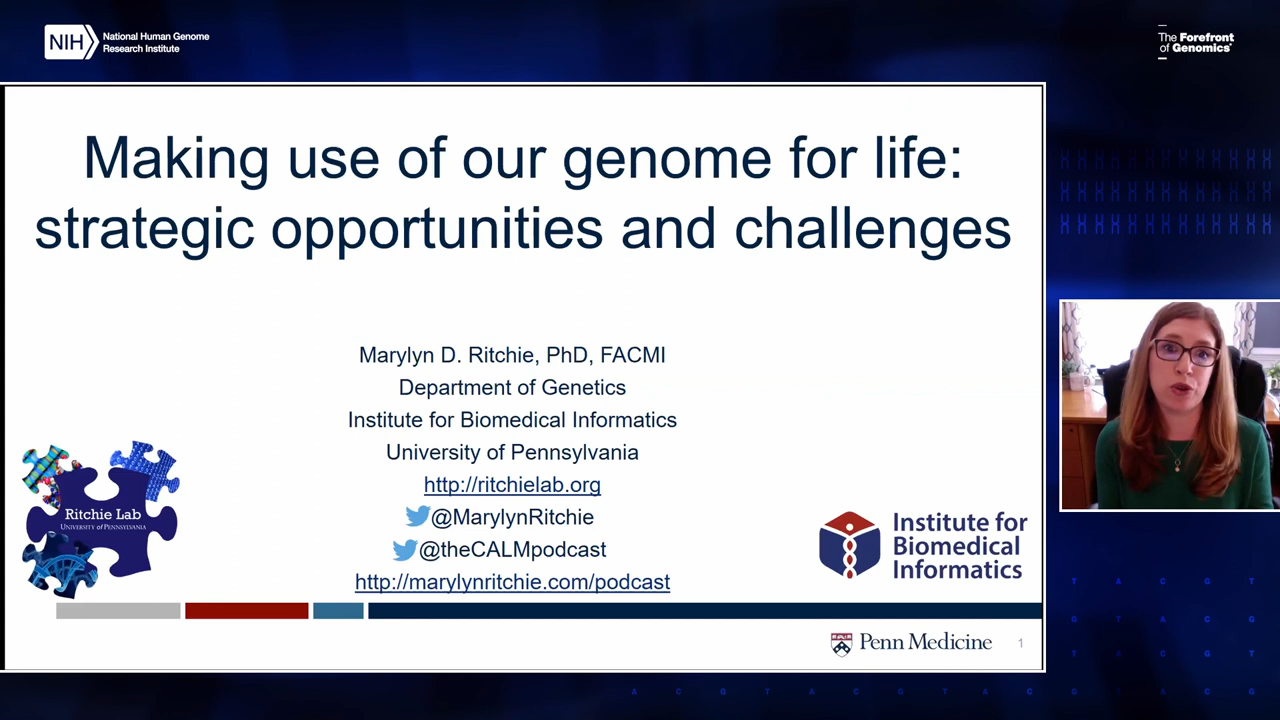 NIH
National Human Genome
Research Institute
The Forefront
of Genomics®
Making use of our genome for life:
strategic opportunities and challenges
Marylyn D. Ritchie, PhD, FACMI
Department of Genetics
Institute for Biomedical Informatics
University of Pennsylvania
http://ritchielab.org
@MarylynRitchie
@theCALMpodcast
http://marylynritchie.com/podcast
Ritchie Lab
UNIVERSITY of PENNSYLVANIA
Institute for
Biomedical
Informatics
Penn Medicine
1
T A C G T
G T A C G
T A C G T
A C G T A C G T A C G T A C G